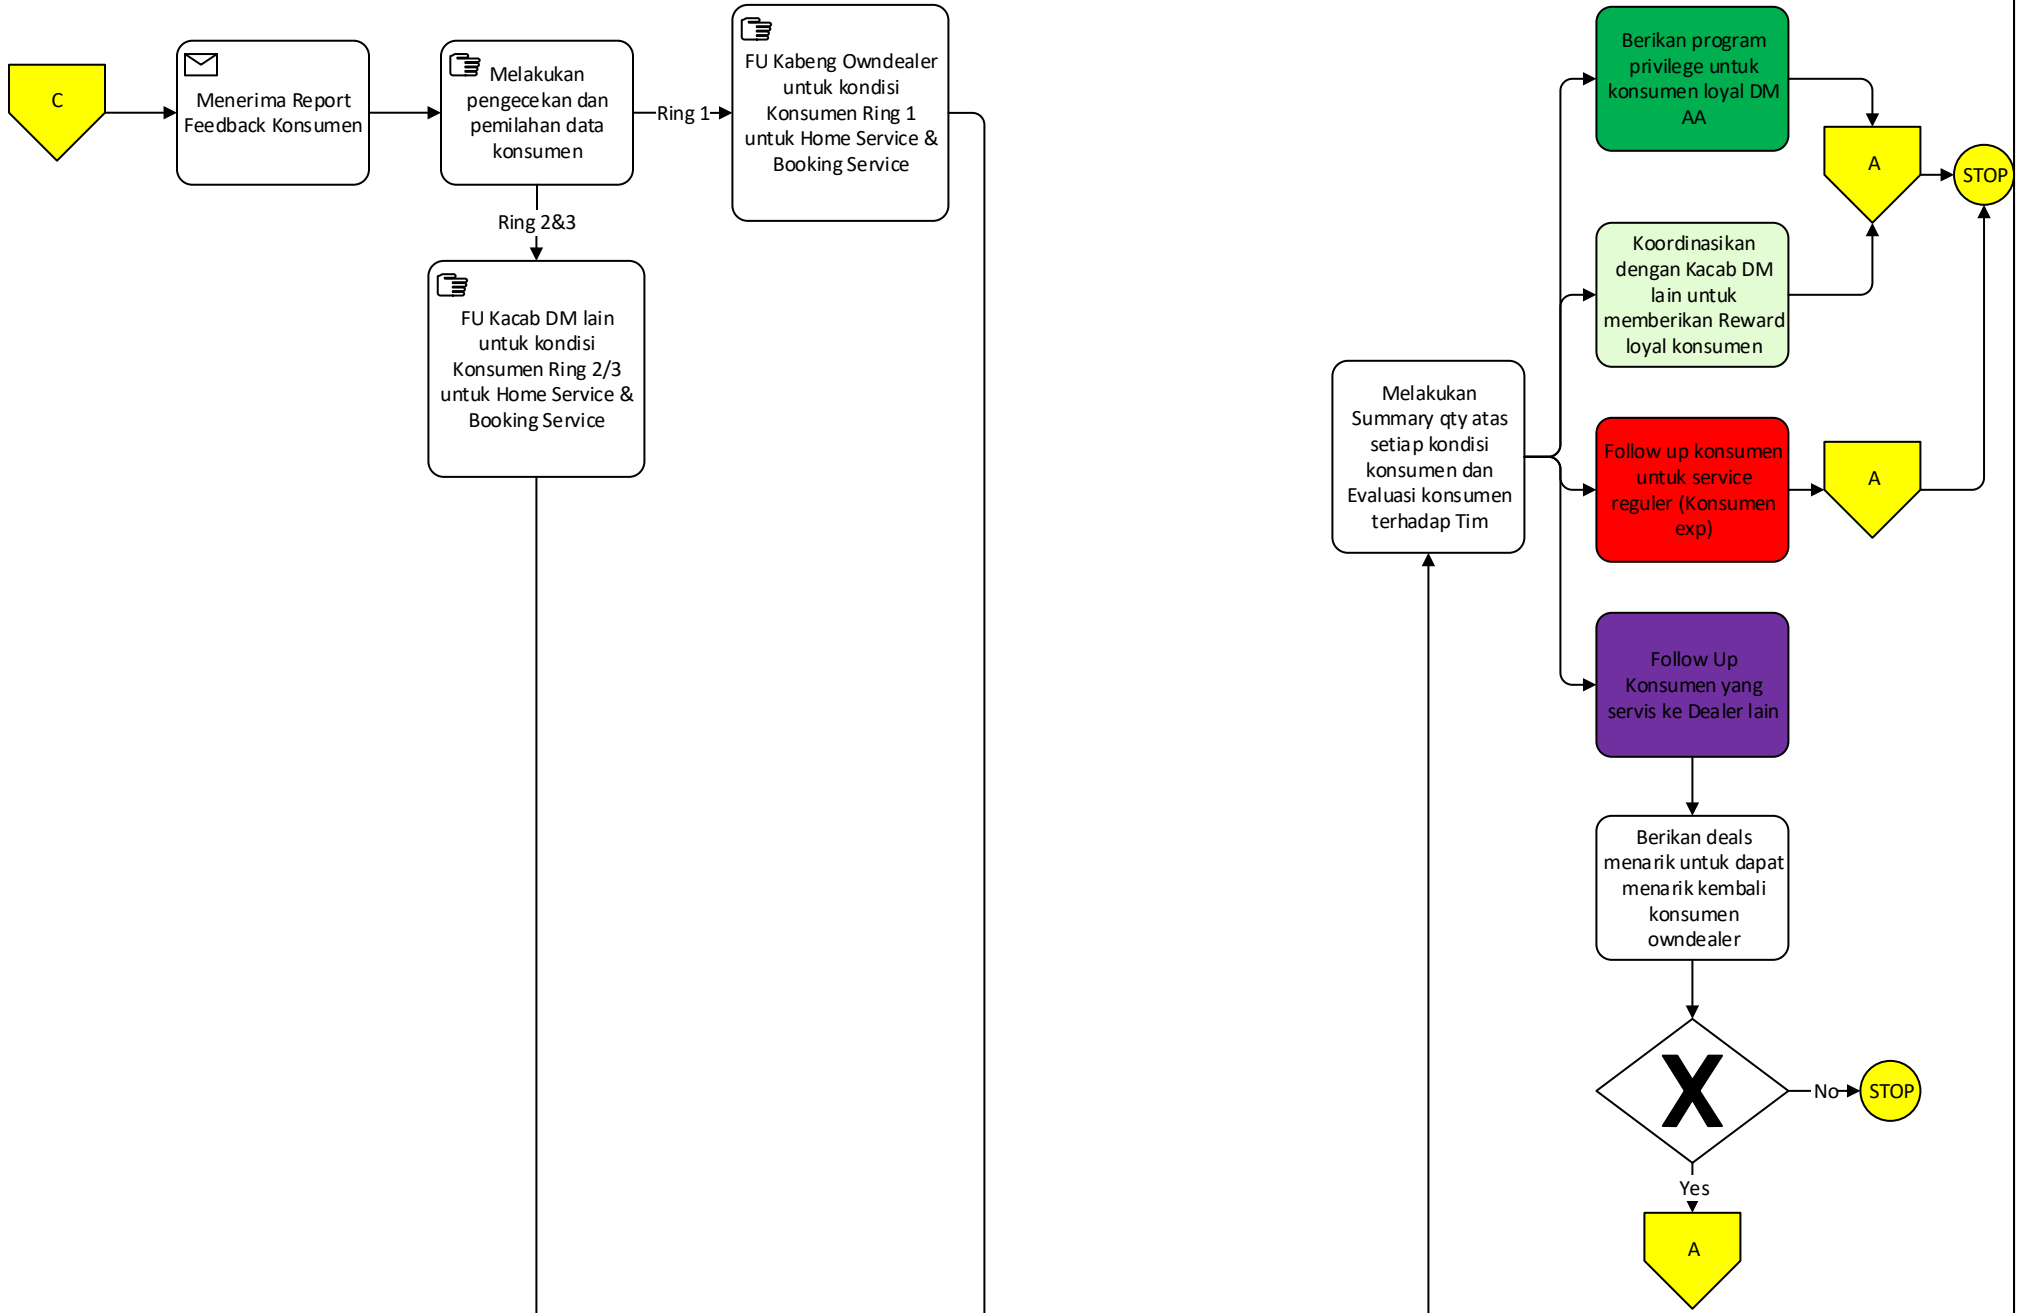 C
Menerima Report
Feedback Konsumen
Melakukan
pengecekan dan
pemilahan data
konsumen
Ring 1
FU Kabeng Owndealer
untuk kondisi
Konsumen Ring 1
untuk Home Service &
Booking Service
Ring 2&3
FU Kacab DM lain
untuk kondisi
Konsumen Ring 2/3
untuk Home Service &
Booking Service
Melakukan
Summary qty atas
setiap kondisi
konsumen dan
Evaluasi konsumen
terhadap Tim
Berikan program
privilege untuk
konsumen loyal DM
AA
A
STOP
Koordinasikan
dengan Kacab DM
lain untuk
memberikan Reward
loyal konsumen
Follow up konsumen
untuk service
reguler (Konsumen
exp)
A
Follow Up
Konsumen yang
servis ke Dealer lain
Berikan deals
menarik untuk dapat
menarik kembali
konsumen
owndealer
X
No
STOP
Yes
A